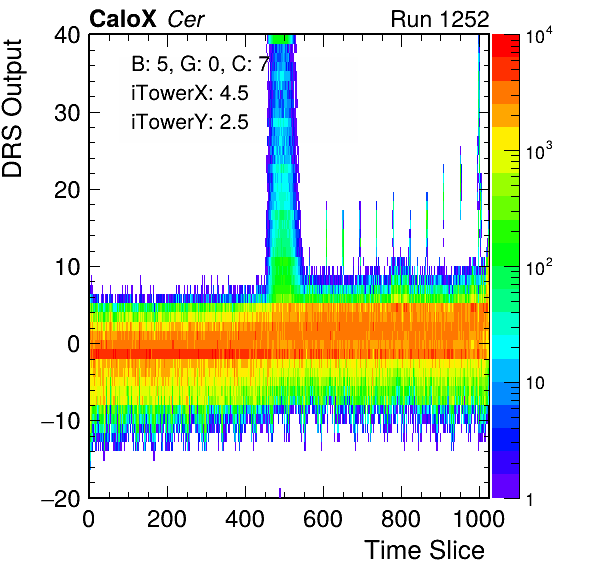 CaloX Cer Run 1252
B: 5, G: 0, C: 7
iTowerX: 4.5
iTowerY: 2.5
DRS Output
40
30
20
10
0
−10
−20
0 200 400 600 800 1000
Time Slice
10^4
10^3
10^2
10
1